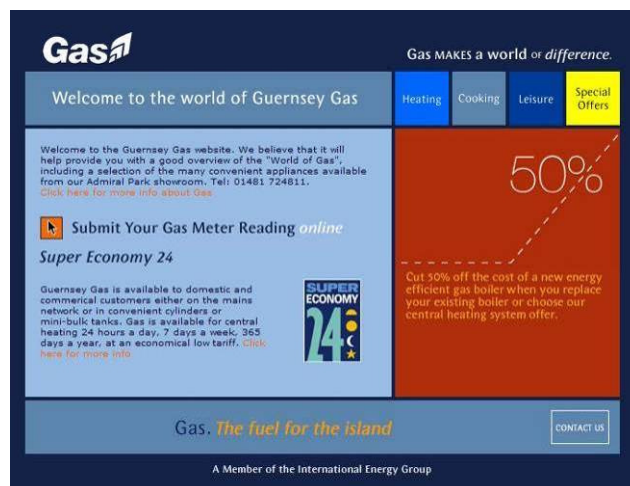 Gas
Gas MAKES a world OF difference.
Welcome to the world of Guernsey Gas
Heating
Cooking
Leisure
Special
Offers
Welcome to the Guernsey Gas website. We believe that it will
help provide you with a good overview of the "World of Gas",
including a selection of the many convenient appliances available
from our Admiral Park showroom. Tel: 01481 724811.
Click here for more info about Gas
Submit Your Gas Meter Reading online
Super Economy 24
Guernsey Gas is available to domestic and
commerical customers either on the mains
network or in convenient cylinders or
mini-bulk tanks. Gas is available for central
heating 24 hours a day, 7 days a week, 365
days a year, at an economical low tariff. Click
here for more info
SUPER
ECONOMY
24
50%
Cut 50% off the cost of a new energy
efficient gas boiler when you replace
your existing boiler or choose our
central heating system offer.
Gas. The fuel for the island
CONTACT US
A Member of the International Energy Group